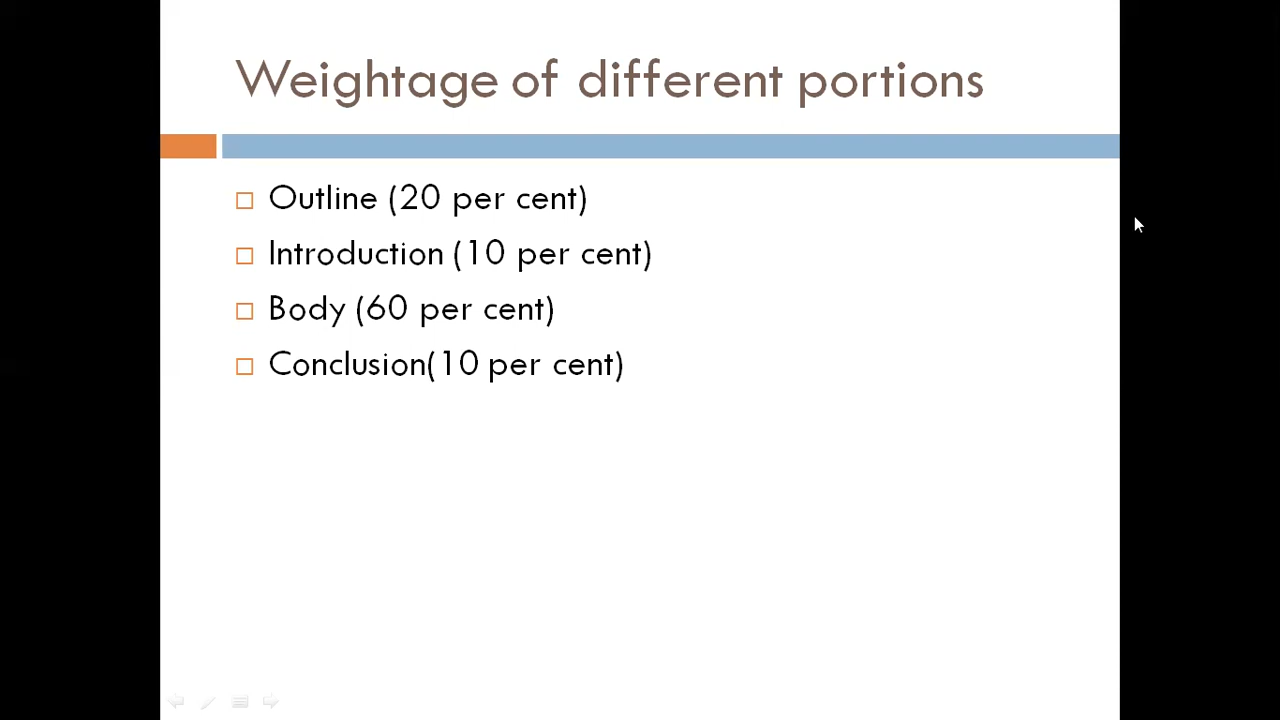 Weightage of different portions
Outline (20 per cent)
Introduction (10 per cent)
Body (60 per cent)
Conclusion(10 per cent)